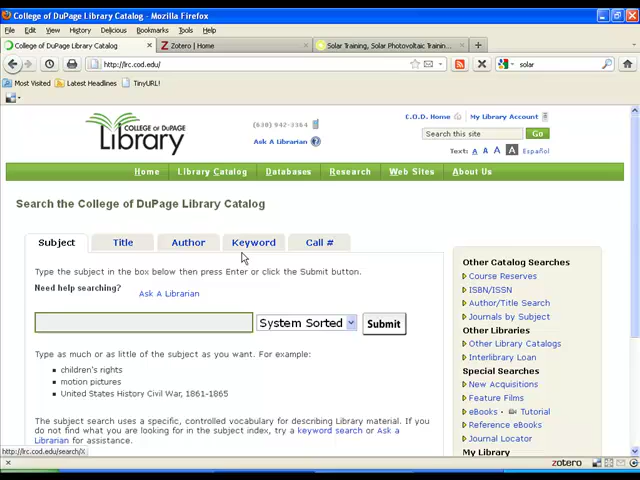 College of DuPage Library Catalog - Mozilla Firefox
File Edit View History Delicious Bookmarks Tools Help
College of DuPage Library Catalog
Zotero | Home
Solar Training, Solar Photovoltaic Trainin...
http://lrc.cod.edu/
solar
Most Visited Latest Headlines TinyURL!
COLLEGE OF DUPAGE
Library
(630) 942-3364
Ask A Librarian
C.O.D. Home
My Library Account
Search this site
Go
Text: A A A A Español
Home Library Catalog Databases Research Web Sites About Us
Search the College of DuPage Library Catalog
Subject Title Author Keyword Call #
Type the subject in the box below then press Enter or click the Submit button.
Need help searching?
Ask A Librarian
System Sorted
Submit
Type as much or as little of the subject as you want. For example:
children's rights
motion pictures
United States History Civil War, 1861-1865
The subject search uses a specific, controlled vocabulary for describing Library material. If you
do not find what you are looking for in the subject index, try a keyword search or Ask a
Librarian for assistance.
Other Catalog Searches
Course Reserves
ISBN/ISSN
Author/Title Search
Journals by Subject
Other Libraries
Other Library Catalogs
Interlibrary Loan
Special Searches
New Acquisitions
Feature Films
eBooks - Tutorial
Reference eBooks
Journal Locator
My Library
http://lrc.cod.edu/search/X
zotero